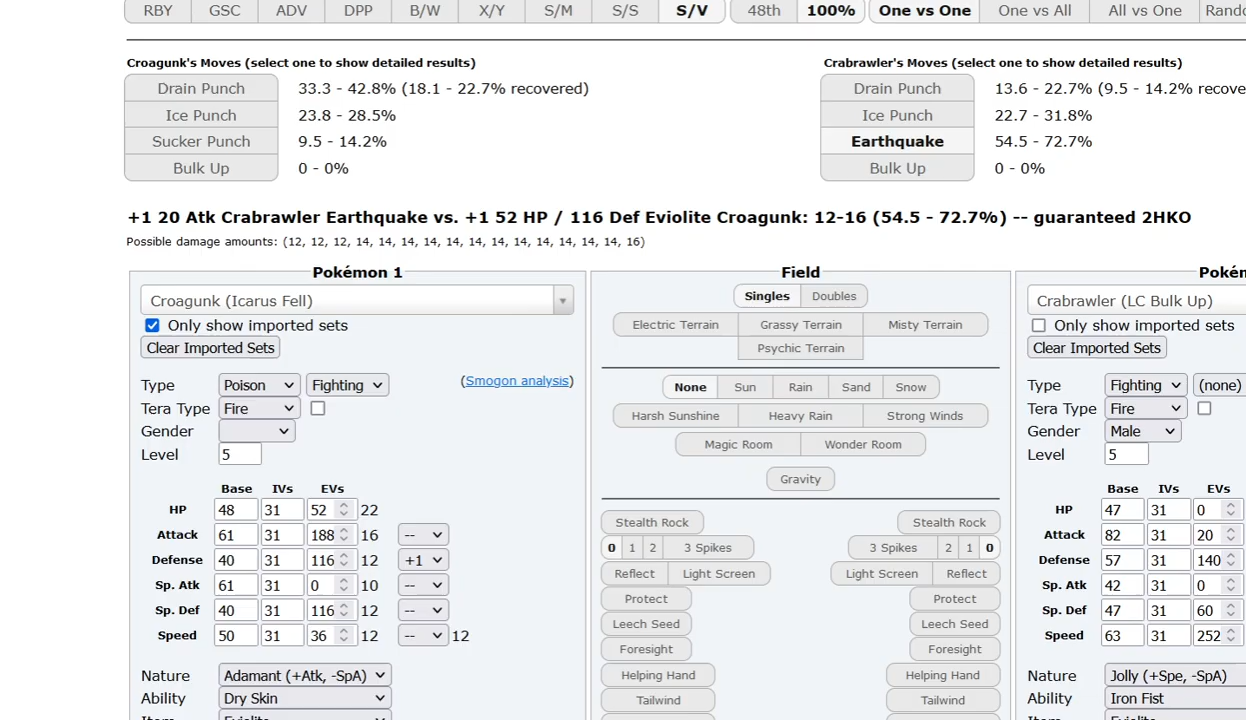 RBY GSC ADV DPP B/W X/Y S/M S/S S/V 48th 100% One vs One One vs All All vs One
Croagunk's Moves (select one to show detailed results) Crabrawler's Moves (select one to show detailed results)
Drain Punch 33.3 - 42.8% (18.1 - 22.7% recovered) Drain Punch 13.6 - 22.7% (9.5 - 14.2% recove
Ice Punch 23.8 - 28.5% Ice Punch 22.7 - 31.8%
Sucker Punch 9.5 - 14.2% Earthquake 54.5 - 72.7%
Bulk Up 0 - 0% Bulk Up 0 - 0%
+1 20 Atk Crabrawler Earthquake vs. +1 52 HP / 116 Def Eviolite Croagunk: 12-16 (54.5 - 72.7%) -- guaranteed 2HKO
Possible damage amounts: (12, 12, 12, 14, 14, 14, 14, 14, 14, 14, 14, 14, 14, 14, 14, 16)
Pokémon 1
Croagunk (Icarus Fell)
Only show imported sets
Clear Imported Sets
Type Poison Fighting (Smogon analysis)
Tera Type Fire
Gender
Level 5
Base IVs EVs
HP 48 31 52 22
Attack 61 31 188 16 --
Defense 40 31 116 12 +1
Sp. Atk 61 31 0 10 --
Sp. Def 40 31 116 12 --
Speed 50 31 36 12 -- 12
Nature Adamant (+Atk, -SpA)
Ability Dry Skin
Item Eviolite
Field
Singles Doubles
Electric Terrain Grassy Terrain Misty Terrain
Psychic Terrain
None Sun Rain Sand Snow
Harsh Sunshine Heavy Rain Strong Winds
Magic Room Wonder Room
Gravity
Stealth Rock Stealth Rock
0 1 2 3 Spikes 3 Spikes 2 1 0
Reflect Light Screen Light Screen Reflect
Protect Protect
Leech Seed Leech Seed
Foresight Foresight
Helping Hand Helping Hand
Tailwind Tailwind
Pokém
Crabrawler (LC Bulk Up)
Only show imported sets
Clear Imported Sets
Type Fighting (none)
Tera Type Fire
Gender Male
Level 5
Base IVs EVs
HP 47 31 0
Attack 82 31 20
Defense 57 31 140
Sp. Atk 42 31 0
Sp. Def 47 31 60
Speed 63 31 252
Nature Jolly (+Spe, -SpA)
Ability Iron Fist
Item Eviolite